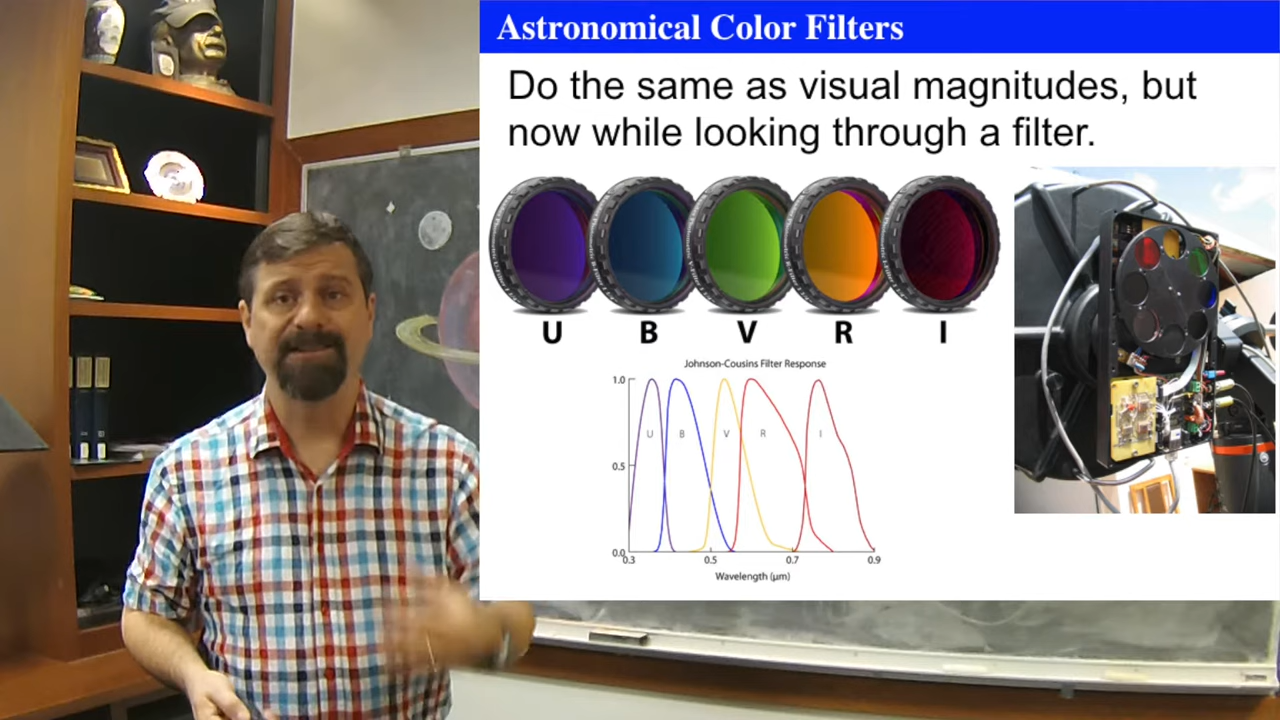 Astronomical Color Filters
Do the same as visual magnitudes, but
now while looking through a filter.
U B V R I
Johnson-Cousins Filter Response
1.0
U B V R I
0.5
0.0
0.3 0.5 0.7 0.9
Wavelength (µm)